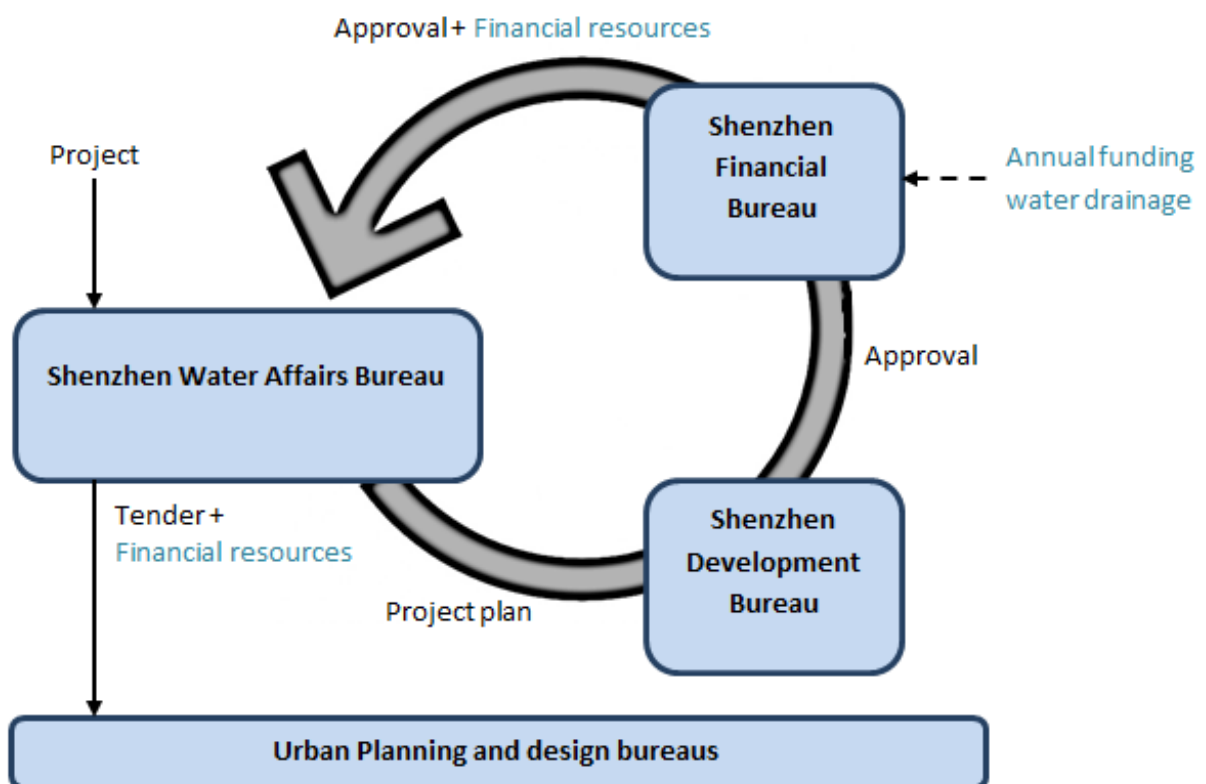 Approval + Financial resources
Shenzhen
Financial
Bureau
Project
Annual funding
water drainage
Shenzhen Water Affairs Bureau
Approval
Tender +
Financial resources
Shenzhen
Development
Bureau
Project plan
Urban Planning and design bureaus